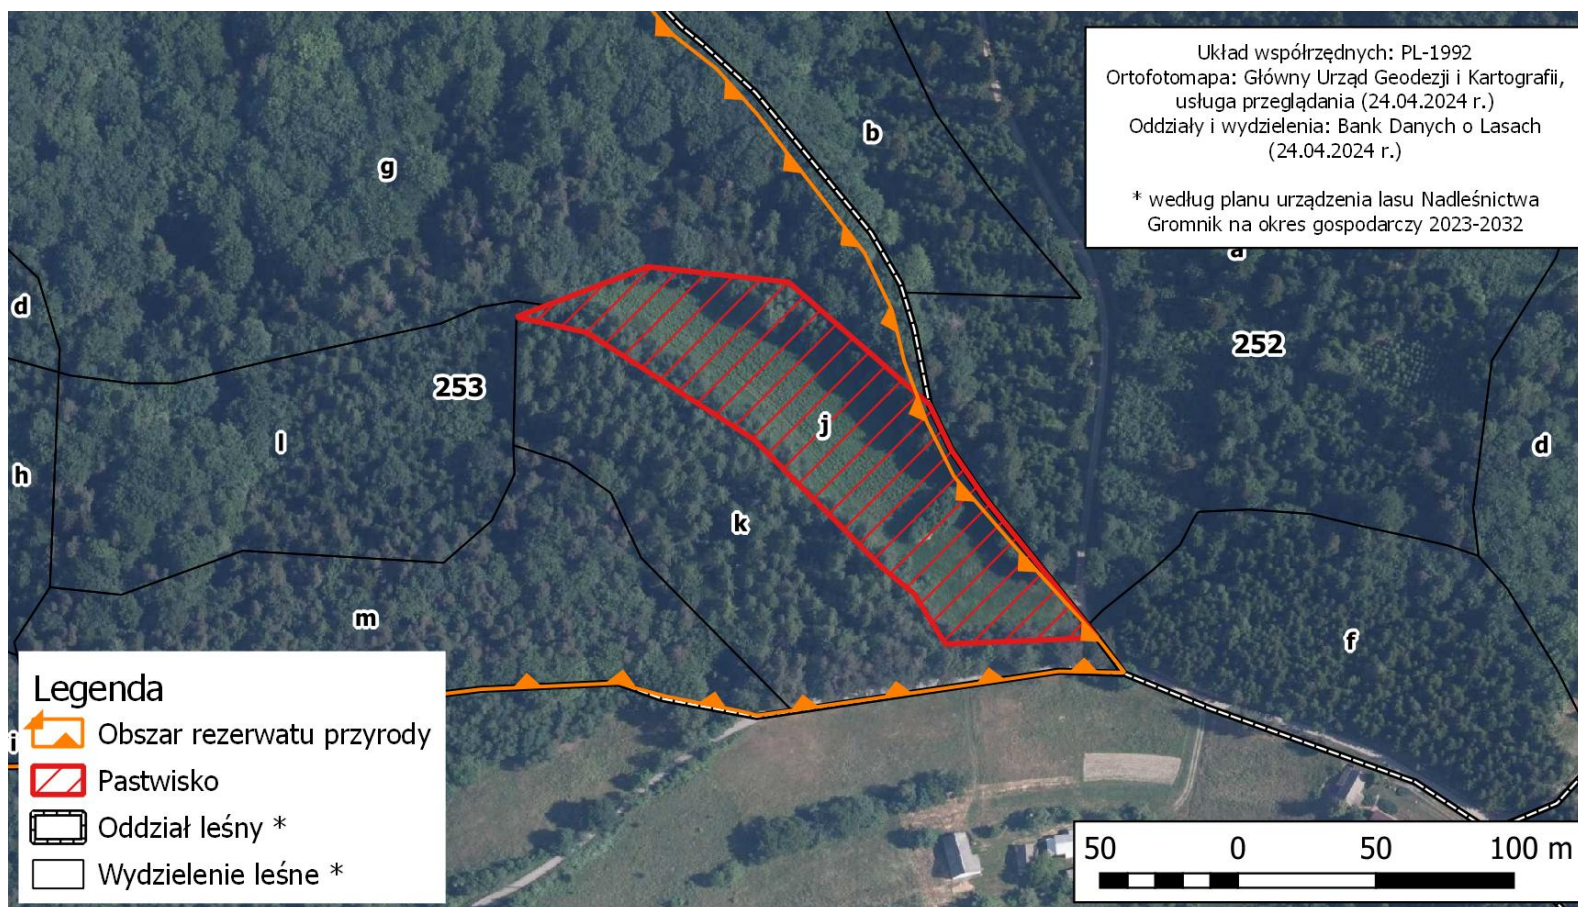 Układ współrzędnych: PL-1992
Ortofotomapa: Główny Urząd Geodezji i Kartografii,
usługa przeglądania (24.04.2024 r.)
Oddziały i wydzielenia: Bank Danych o Lasach
(24.04.2024 r.)
* według planu urządzenia lasu Nadleśnictwa
Gromnik na okres gospodarczy 2023-2032
b
g
a
d
252
253
j
l
d
h
k
m
f
i
Legenda
Obszar rezerwatu przyrody
Pastwisko
Oddział leśny *
Wydzielenie leśne *
50 0 50 100 m